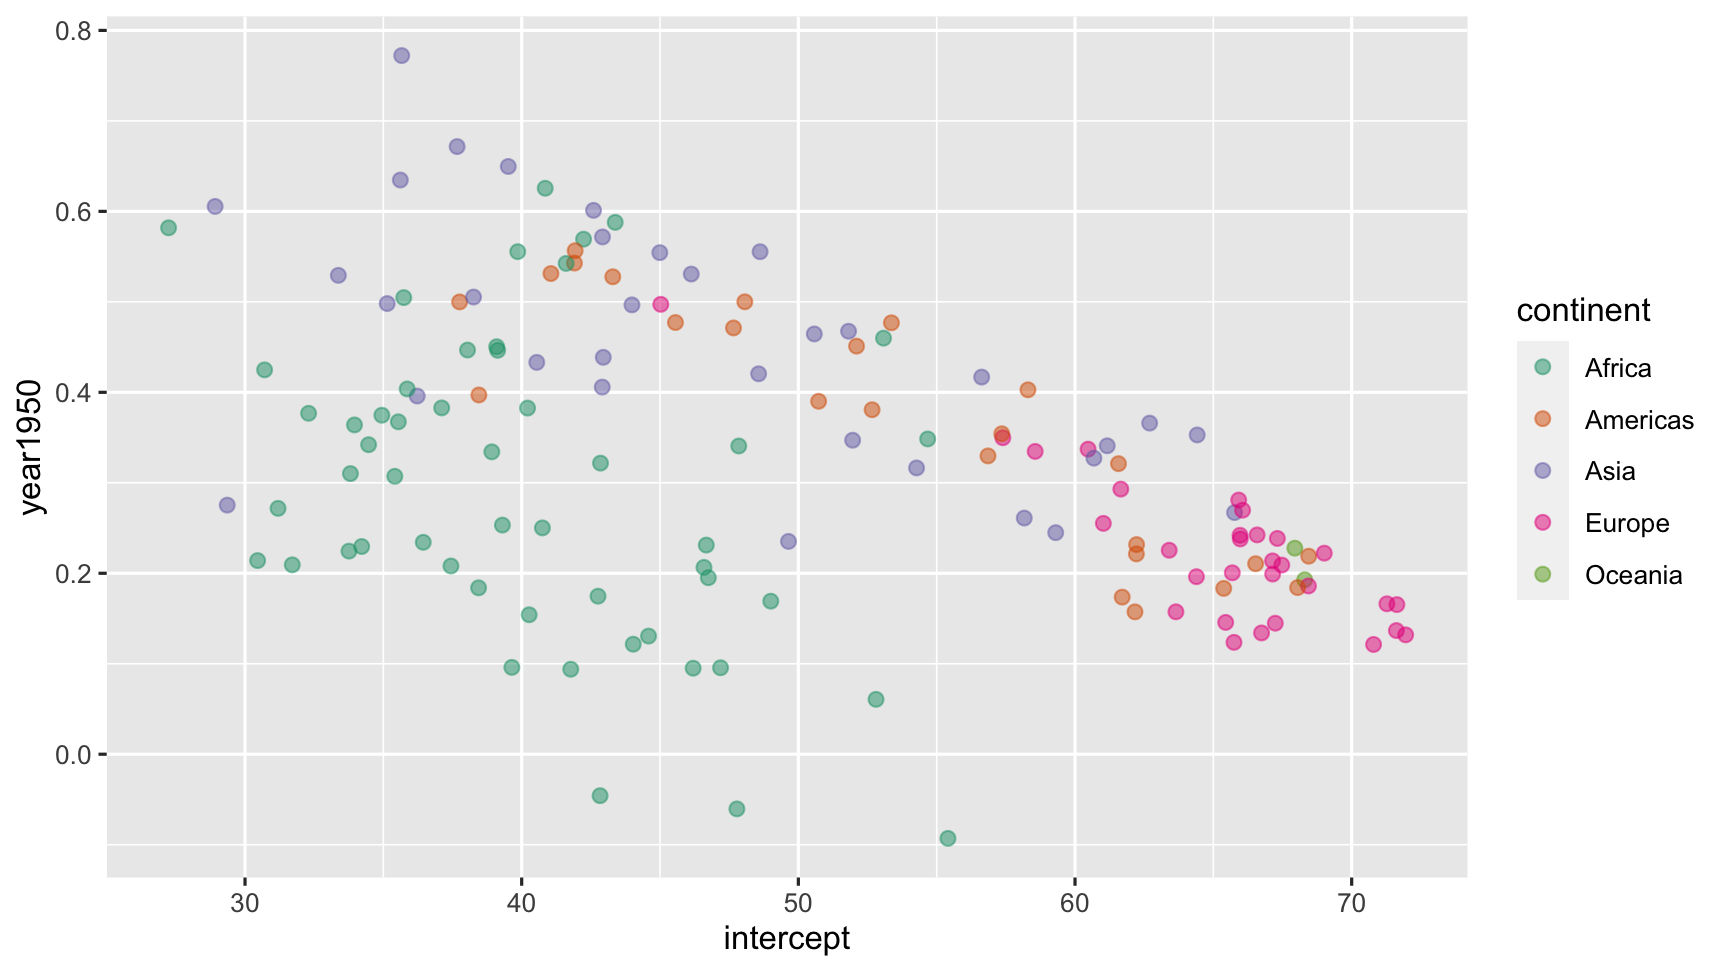 0.8
0.6
0.4
0.2
0.0
year1950
30 40 50 60 70
intercept
continent
Africa
Americas
Asia
Europe
Oceania